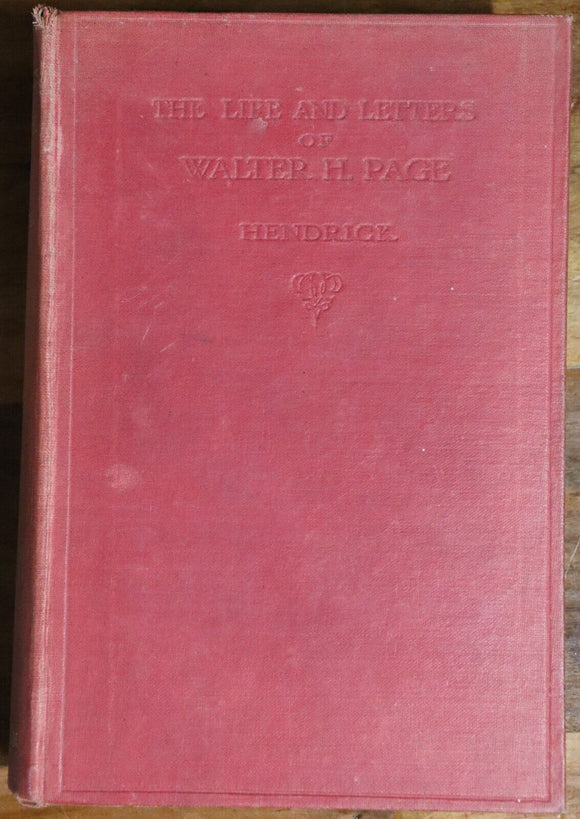 THE LIFE AND LETTERS
OF
WALTER H. PAGE
HENDRICK